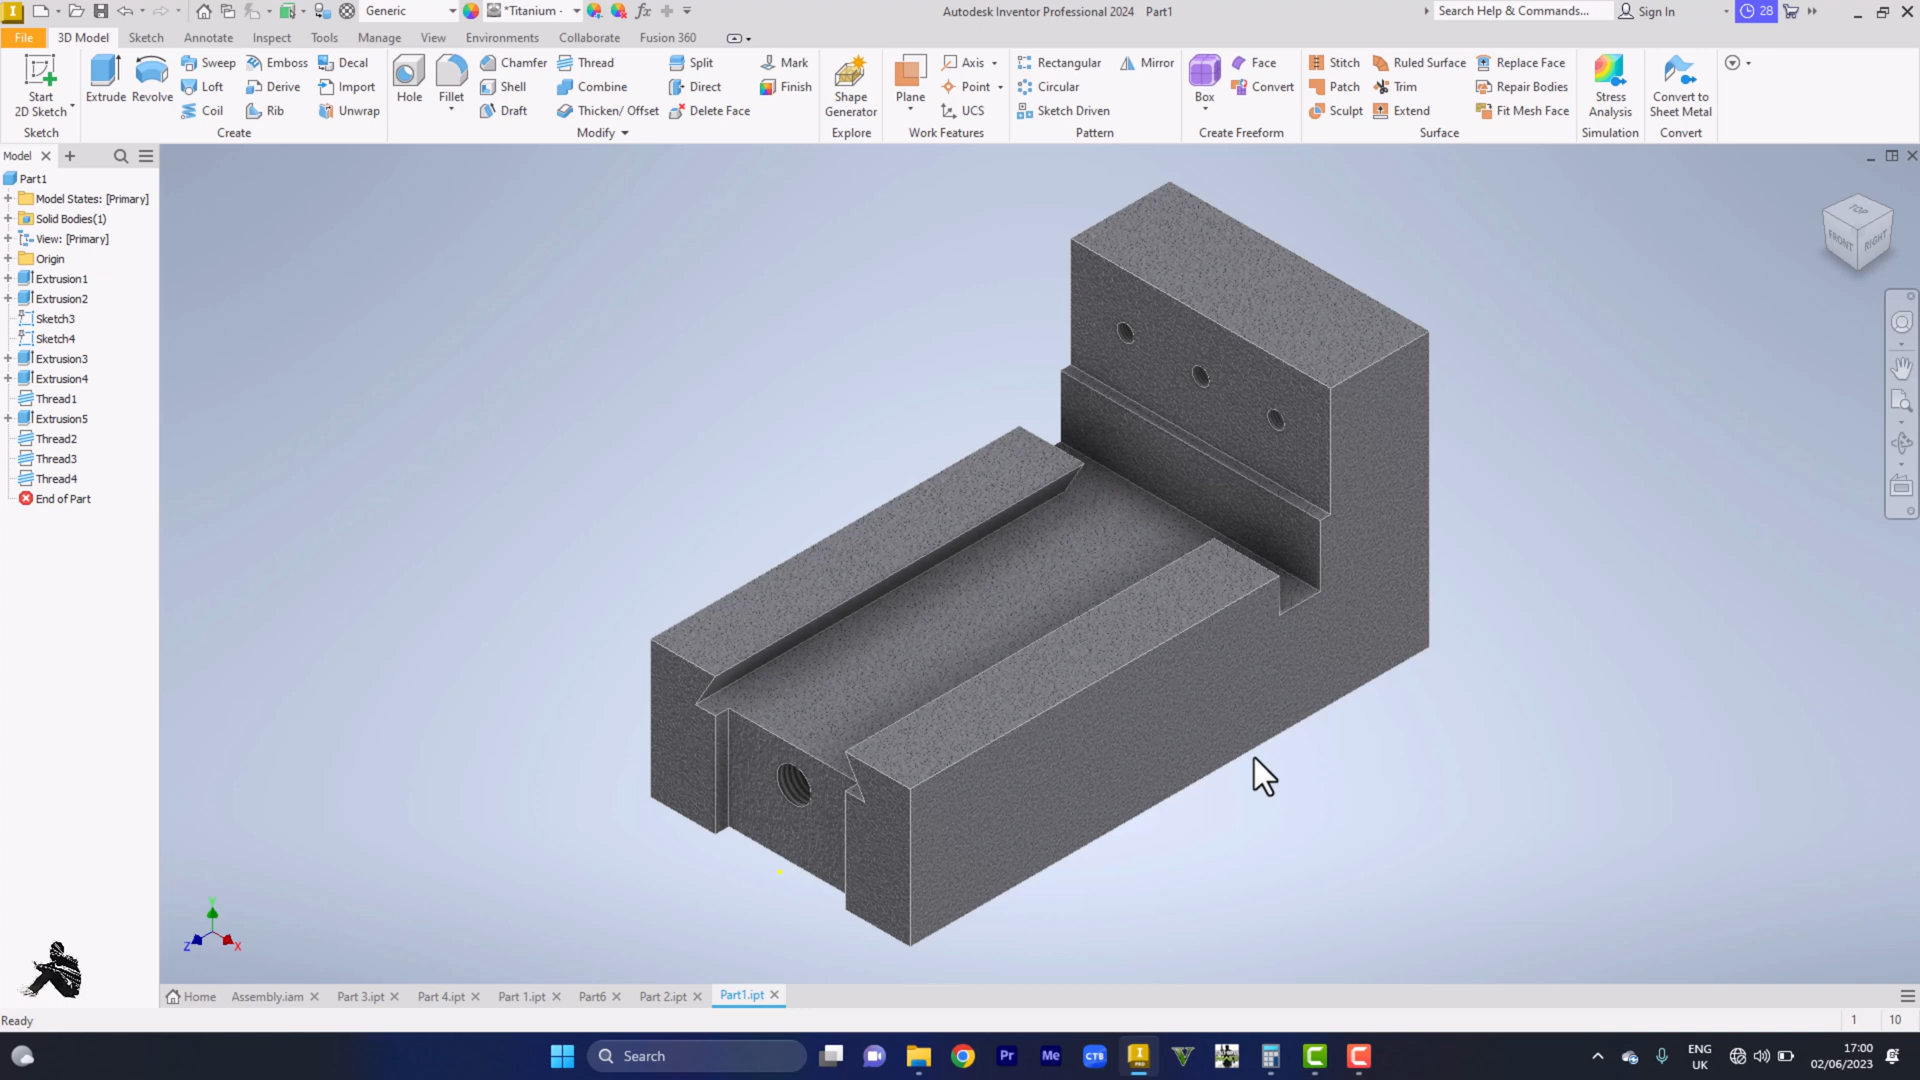 Generic
*Titanium -
fx
Autodesk Inventor Professional 2024 Part1
Search Help & Commands...
Sign In
28
File
3D Model
Sketch
Annotate
Inspect
Tools
Manage
View
Environments
Collaborate
Fusion 360
Start
2D Sketch
Sketch
Extrude
Revolve
Sweep
Loft
Coil
Emboss
Derive
Rib
Decal
Import
Unwrap
Create
Hole
Fillet
Chamfer
Shell
Draft
Thread
Combine
Thicken/ Offset
Split
Direct
Delete Face
Mark
Finish
Modify
Shape
Generator
Explore
Plane
Axis
Point
UCS
Work Features
Rectangular
Circular
Sketch Driven
Mirror
Pattern
Box
Face
Convert
Create Freeform
Stitch
Patch
Sculpt
Ruled Surface
Trim
Extend
Replace Face
Repair Bodies
Fit Mesh Face
Surface
Stress
Analysis
Simulation
Convert to
Sheet Metal
Convert
Model
Part1
Model States: [Primary]
Solid Bodies(1)
View: [Primary]
Origin
Extrusion1
Extrusion2
Sketch3
Sketch4
Extrusion3
Extrusion4
Thread1
Extrusion5
Thread2
Thread3
Thread4
End of Part
TOP
FRONT
RIGHT
Y
Z
X
Home
Assembly.iam
Part 3.ipt
Part 4.ipt
Part 1.ipt
Part6
Part 2.ipt
Part1.ipt
Ready
1
10
Search
Pr
Me
CTB
I
PRO
V
C
C
ENG
UK
17:00
02/06/2023